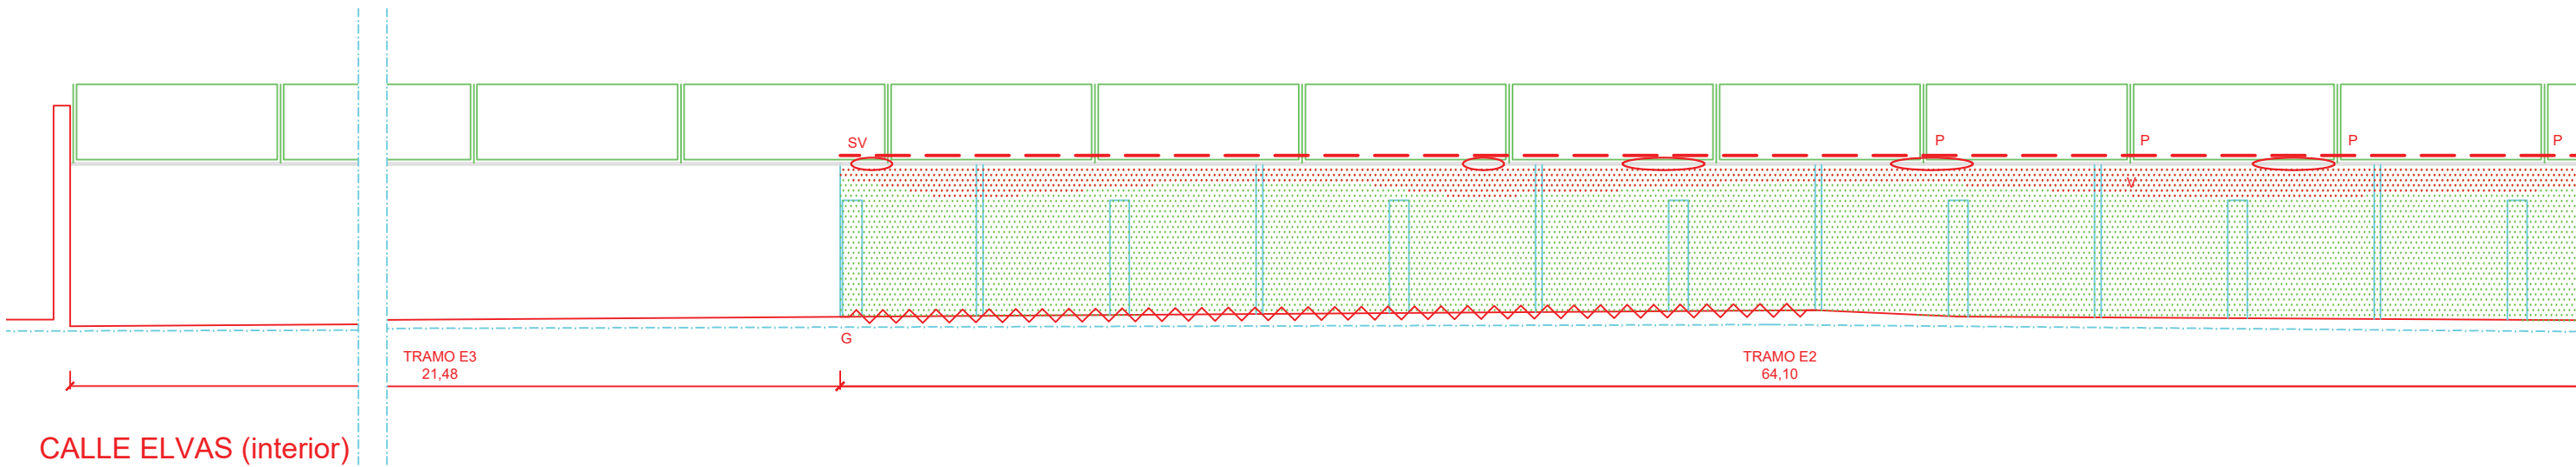 SV
P
P
P
P
V
G
TRAMO E3
21,48
TRAMO E2
64,10
CALLE ELVAS (interior)